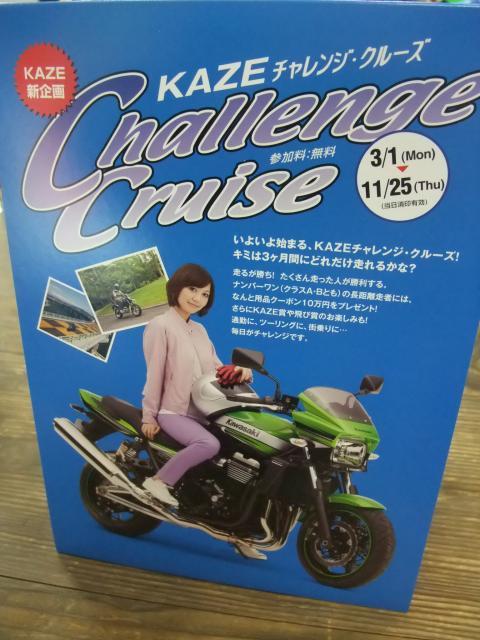 KAZE
新企画
KAZE チャレンジ・クルーズ
Challenge
Cruise
参加料:無料
3/1(Mon)
11/25(Thu)
(当日消印有効)
いよいよ始まる、KAZEチャレンジ・クルーズ!
キミは3ヶ月間にどれだけ走れるかな?
走るが勝ち! たくさん走った人が勝利する。
ナンバーワン(クラスA・Bとも)の長距離走者には、
なんと用品クーポン10万円をプレゼント!
さらにKAZE賞や飛び賞のお楽しみも!
通勤に、ツーリングに、街乗りに…
毎日がチャレンジです。
Kawasaki